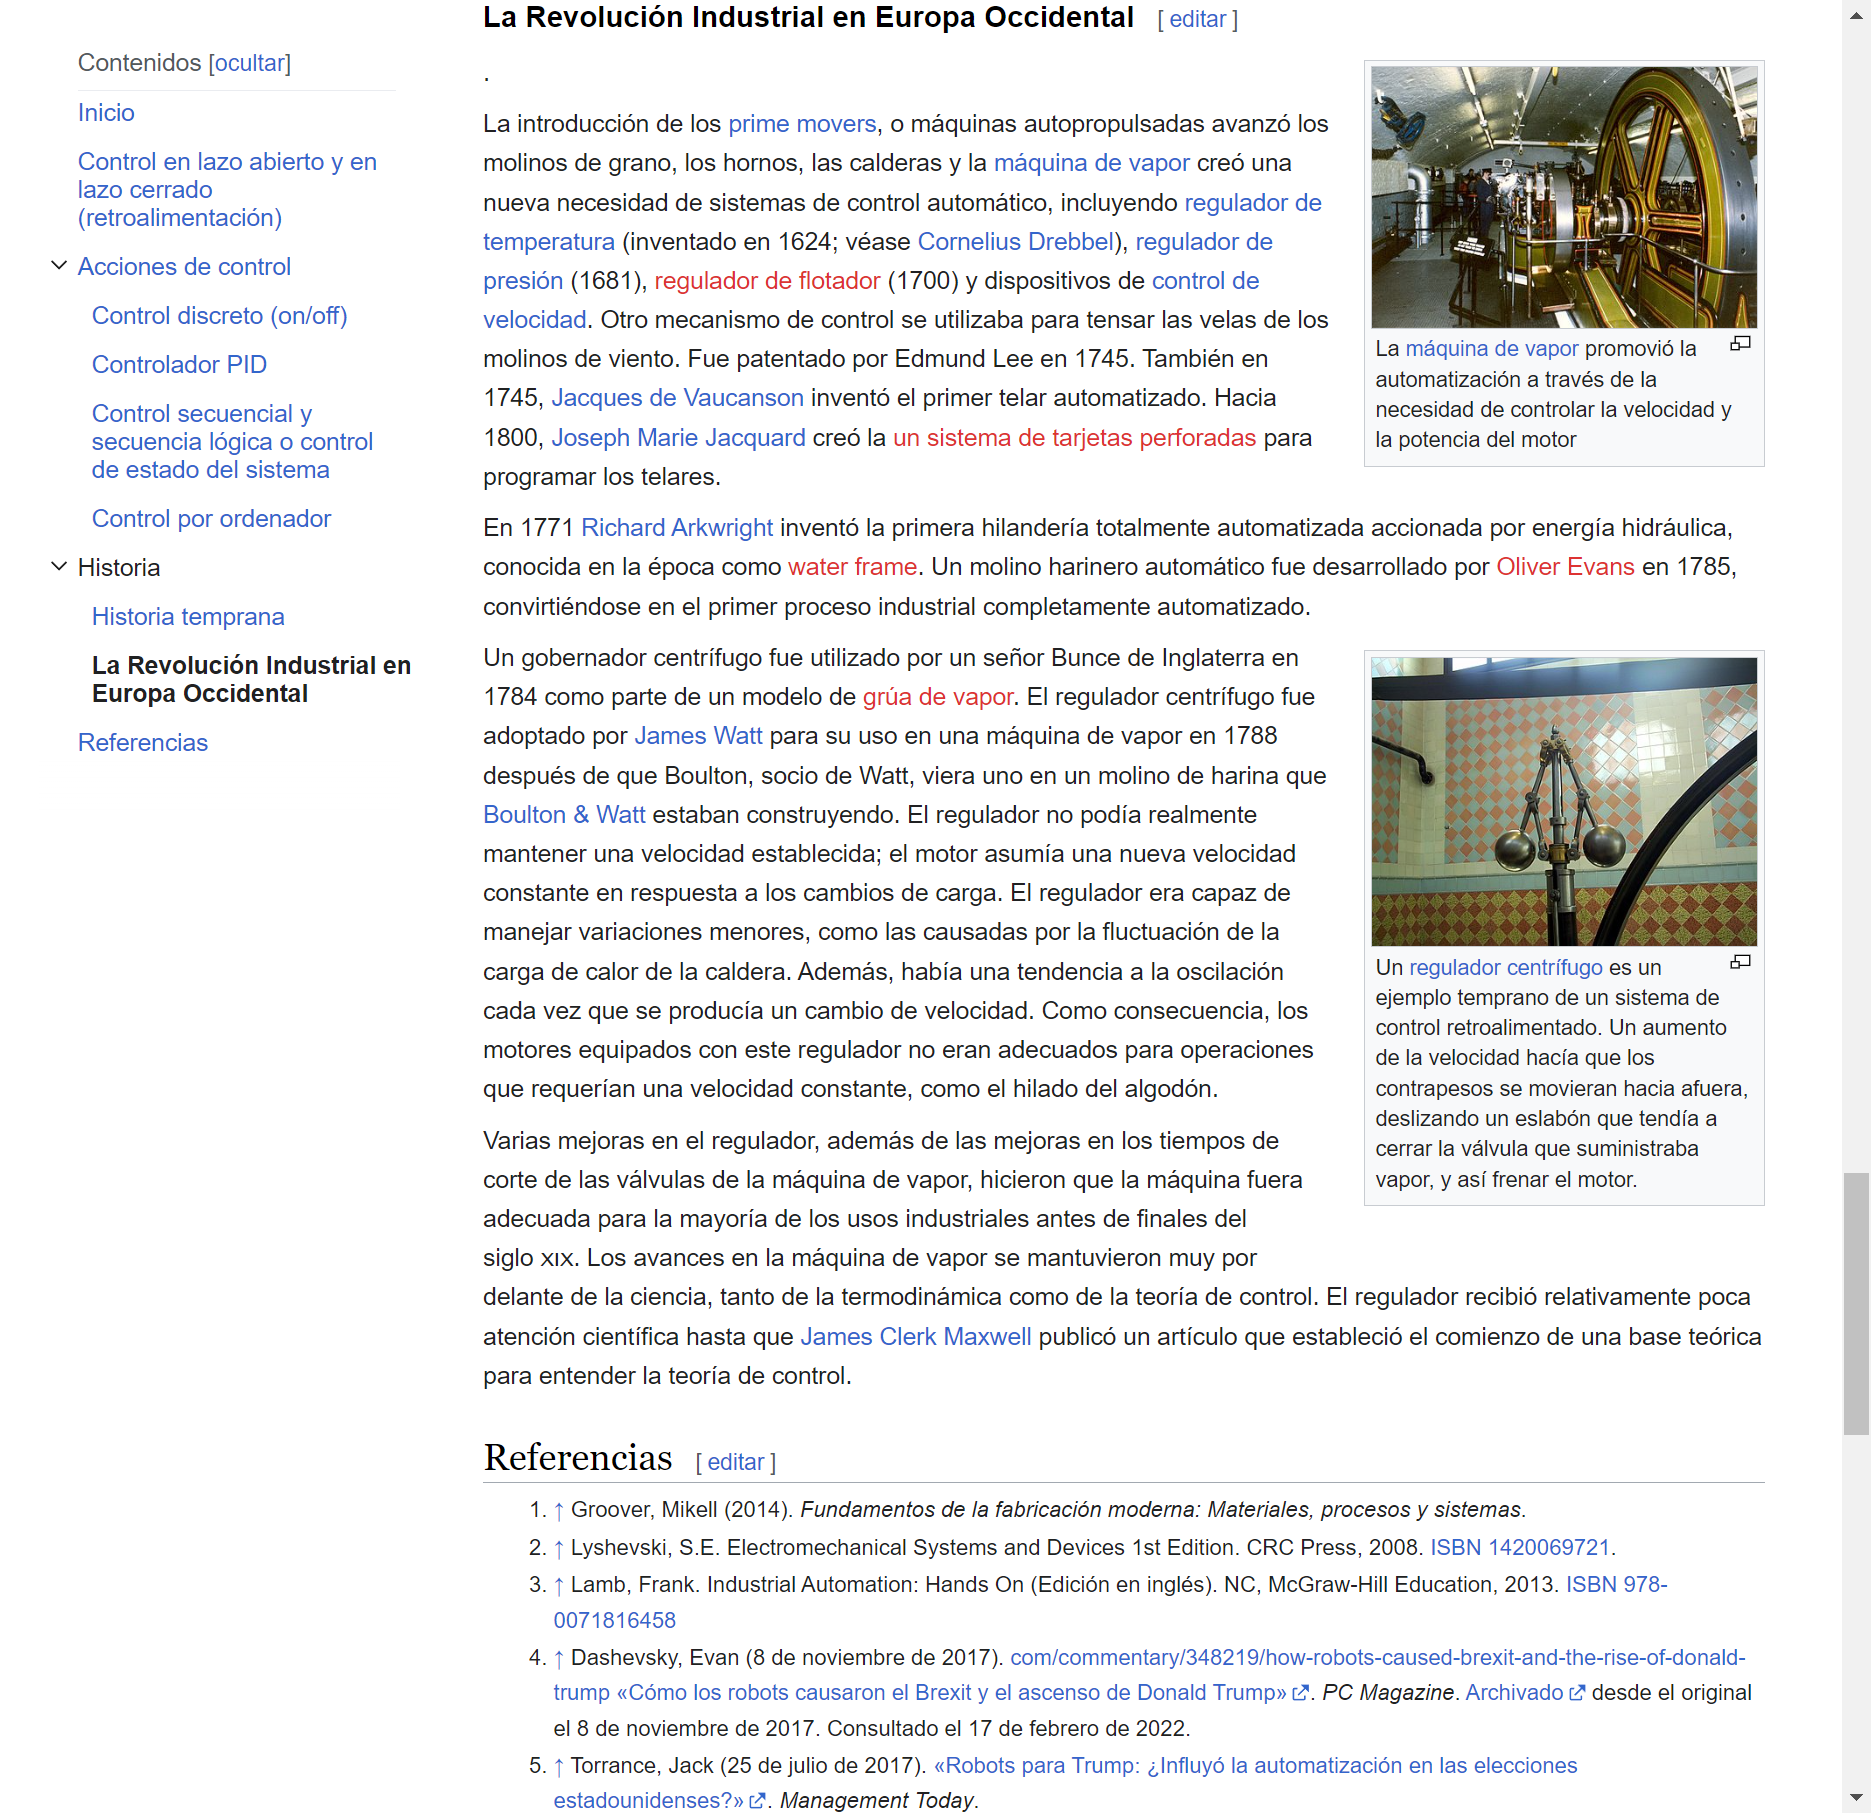 Contenidos [ocultar]
Inicio
Control en lazo abierto y en
lazo cerrado
(retroalimentación)
Acciones de control
Control discreto (on/off)
Controlador PID
Control secuencial y
secuencia lógica o control
de estado del sistema
Control por ordenador
Historia
Historia temprana
La Revolución Industrial en
Europa Occidental
Referencias
La Revolución Industrial en Europa Occidental [ editar ]
.
La introducción de los prime movers, o máquinas autopropulsadas avanzó los
molinos de grano, los hornos, las calderas y la máquina de vapor creó una
nueva necesidad de sistemas de control automático, incluyendo regulador de
temperatura (inventado en 1624; véase Cornelius Drebbel), regulador de
presión (1681), regulador de flotador (1700) y dispositivos de control de
velocidad. Otro mecanismo de control se utilizaba para tensar las velas de los
molinos de viento. Fue patentado por Edmund Lee en 1745. También en
1745, Jacques de Vaucanson inventó el primer telar automatizado. Hacia
1800, Joseph Marie Jacquard creó la un sistema de tarjetas perforadas para
programar los telares.
La máquina de vapor promovió la
automatización a través de la
necesidad de controlar la velocidad y
la potencia del motor
En 1771 Richard Arkwright inventó la primera hilandería totalmente automatizada accionada por energía hidráulica,
conocida en la época como water frame. Un molino harinero automático fue desarrollado por Oliver Evans en 1785,
convirtiéndose en el primer proceso industrial completamente automatizado.
Un gobernador centrífugo fue utilizado por un señor Bunce de Inglaterra en
1784 como parte de un modelo de grúa de vapor. El regulador centrífugo fue
adoptado por James Watt para su uso en una máquina de vapor en 1788
después de que Boulton, socio de Watt, viera uno en un molino de harina que
Boulton & Watt estaban construyendo. El regulador no podía realmente
mantener una velocidad establecida; el motor asumía una nueva velocidad
constante en respuesta a los cambios de carga. El regulador era capaz de
manejar variaciones menores, como las causadas por la fluctuación de la
carga de calor de la caldera. Además, había una tendencia a la oscilación
cada vez que se producía un cambio de velocidad. Como consecuencia, los
motores equipados con este regulador no eran adecuados para operaciones
que requerían una velocidad constante, como el hilado del algodón.
Un regulador centrífugo es un
ejemplo temprano de un sistema de
control retroalimentado. Un aumento
de la velocidad hacía que los
contrapesos se movieran hacia afuera,
deslizando un eslabón que tendía a
cerrar la válvula que suministraba
vapor, y así frenar el motor.
Varias mejoras en el regulador, además de las mejoras en los tiempos de
corte de las válvulas de la máquina de vapor, hicieron que la máquina fuera
adecuada para la mayoría de los usos industriales antes de finales del
siglo XIX. Los avances en la máquina de vapor se mantuvieron muy por
delante de la ciencia, tanto de la termodinámica como de la teoría de control. El regulador recibió relativamente poca
atención científica hasta que James Clerk Maxwell publicó un artículo que estableció el comienzo de una base teórica
para entender la teoría de control.
Referencias [ editar ]
1. ↑ Groover, Mikell (2014). Fundamentos de la fabricación moderna: Materiales, procesos y sistemas.
2. ↑ Lyshevski, S.E. Electromechanical Systems and Devices 1st Edition. CRC Press, 2008. ISBN 1420069721.
3. ↑ Lamb, Frank. Industrial Automation: Hands On (Edición en inglés). NC, McGraw-Hill Education, 2013. ISBN 978-
0071816458
4. ↑ Dashevsky, Evan (8 de noviembre de 2017). com/commentary/348219/how-robots-caused-brexit-and-the-rise-of-donald-
trump «Cómo los robots causaron el Brexit y el ascenso de Donald Trump». PC Magazine. Archivado desde el original
el 8 de noviembre de 2017. Consultado el 17 de febrero de 2022.
5. ↑ Torrance, Jack (25 de julio de 2017). «Robots para Trump: ¿Influyó la automatización en las elecciones
estadounidenses?». Management Today.